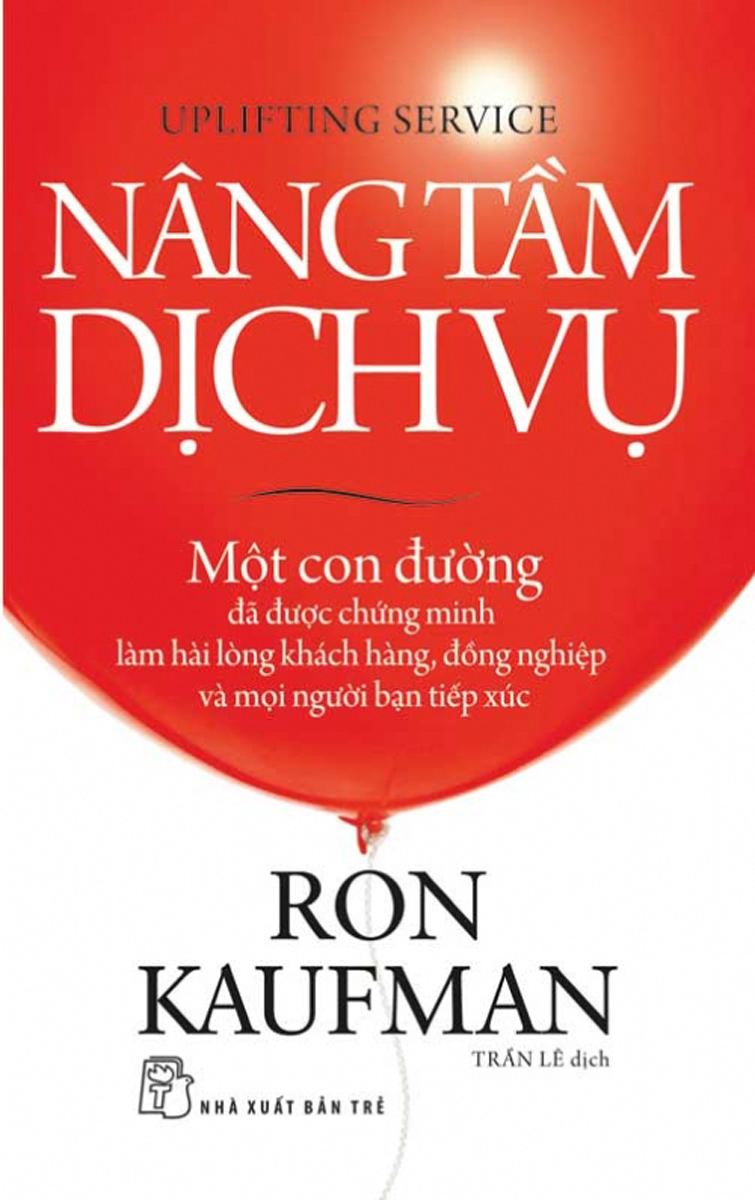 UPLIFTING SERVICE
NÂNG TẦM
DỊCH VỤ
Một con đường
đã được chứng minh
làm hài lòng khách hàng, đồng nghiệp
và mọi người bạn tiếp xúc
RON
KAUFMAN
TRẦN LÊ dịch
T
NHÀ XUẤT BẢN TRẺ